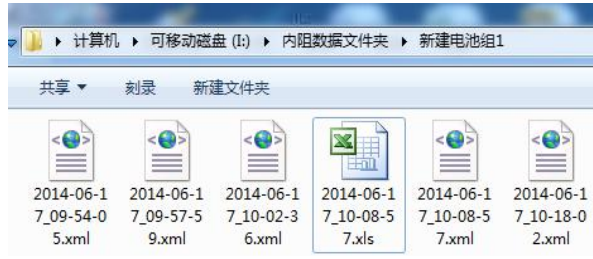 计算机 可移动磁盘 (I:) 内阻数据文件夹 新建电池组1
共享 刻录 新建文件夹
2014-06-1 2014-06-1 2014-06-1 2014-06-1 2014-06-1 2014-06-1
7_09-54-0 7_09-57-5 7_10-02-3 7_10-08-5 7_10-08-5 7_10-18-0
5.xml 9.xml 6.xml 7.xls 7.xml 2.xml